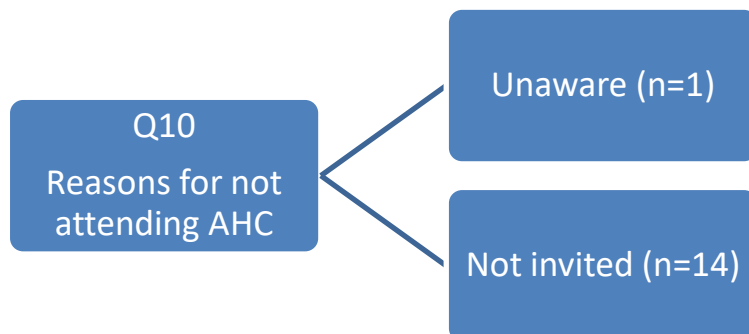 Q10
Reasons for not
attending AHC
Unaware (n=1)
Not invited (n=14)